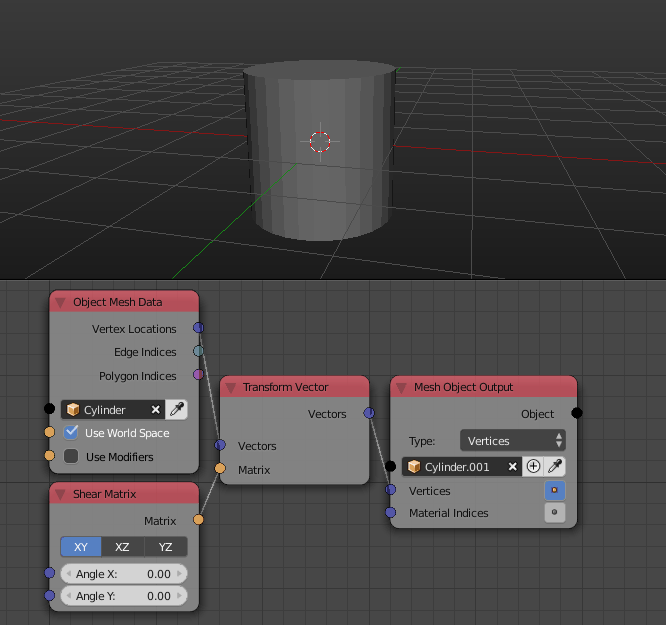 Object Mesh Data
Vertex Locations
Edge Indices
Polygon Indices
Cylinder
Use World Space
Use Modifiers
Shear Matrix
Matrix
XY XZ YZ
Angle X: 0.00
Angle Y: 0.00
Transform Vector
Vectors
Vectors
Matrix
Mesh Object Output
Object
Type: Vertices
Cylinder.001
Vertices
Material Indices